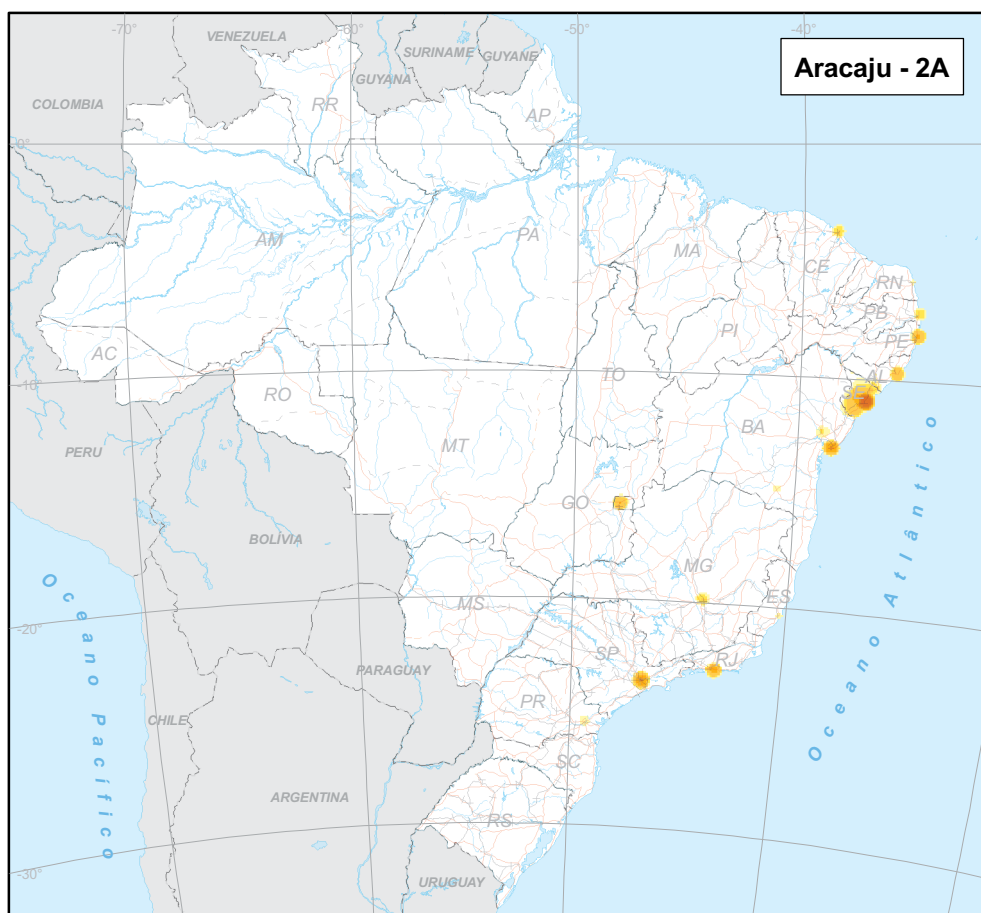 -70°
-60°
-50°
-40°
VENEZUELA
SURINAME
GUYANE
GUYANA
COLOMBIA
Aracaju - 2A
RR
AP
0°
AM
PA
MA
CE
RN
PB
PI
PE
AC
-10°
RO
TO
AL
SE
BA
MT
PERU
GO
BOLÍVIA
MG
Oceano Atlântico
Oceano Pacífico
MS
ES
-20°
SP
RJ
PARAGUAY
PR
CHILE
SC
ARGENTINA
RS
-30°
URUGUAY